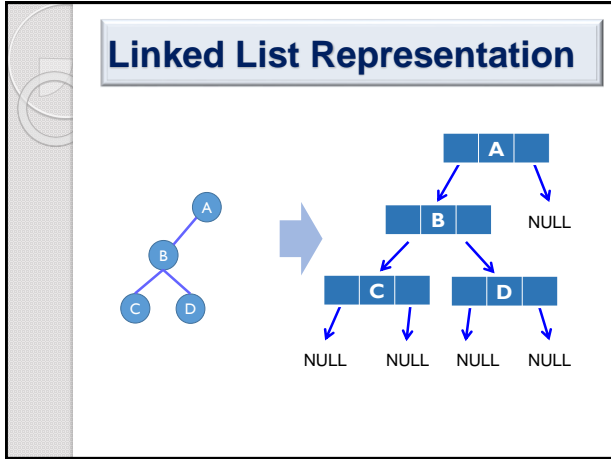 Linked List Representation
A
B
C D
A
B NULL
C D
NULL NULL NULL NULL